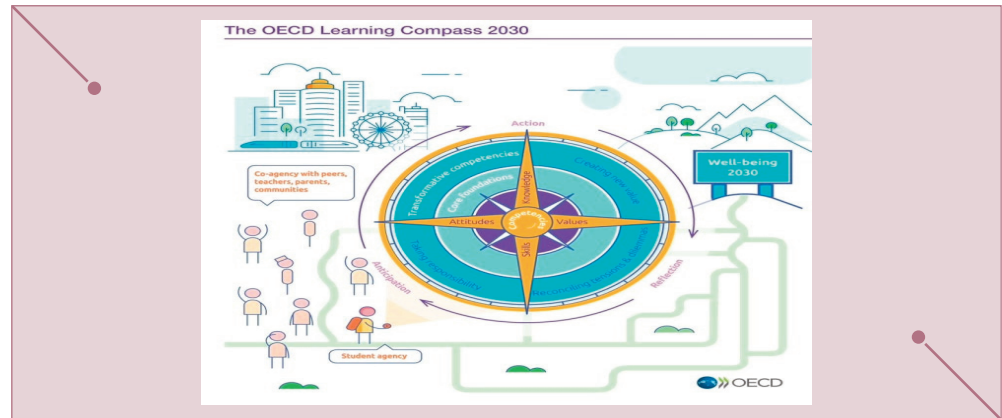 The OECD Learning Compass 2030
Action
Co-agency with peers,
teachers, parents,
communities
Transformative competencies
Creating new value
Core foundations
Knowledge
Well-being
2030
Attitudes
Competencies
Values
Skills
Taking responsibility
Reconciling tensions & dilemmas
Anticipation
Reflection
Student agency
OECD